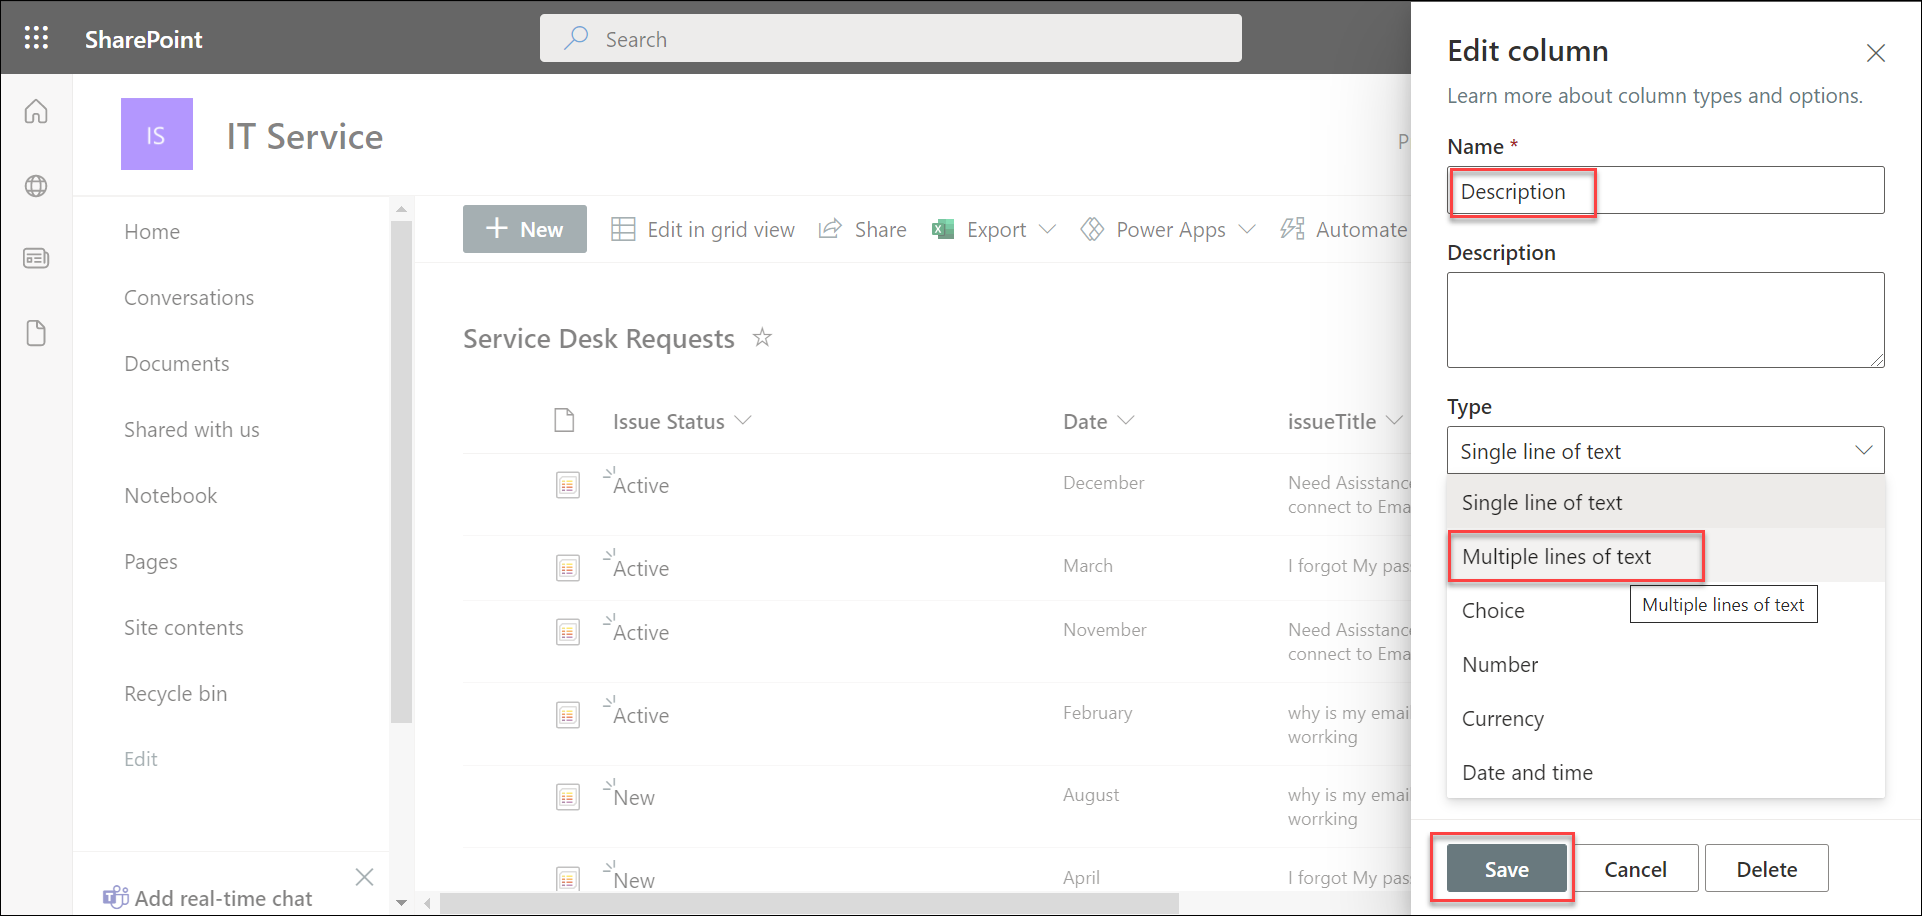 SharePoint
Search
IS
IT Service
P
Home
Conversations
Documents
Shared with us
Notebook
Pages
Site contents
Recycle bin
Edit
Add real-time chat
New
Edit in grid view
Share
Export
Power Apps
Automate
Service Desk Requests
Issue Status
Date
issueTitle
Active
December
Need Asisstanc
connect to Ema
Active
March
I forgot My pas
Active
November
Need Asisstanc
connect to Ema
Active
February
why is my emai
worrking
New
August
why is my emai
worrking
New
April
I forgot My pas
Edit column
Learn more about column types and options.
Name *
Description
Description
Type
Single line of text
Single line of text
Multiple lines of text
Multiple lines of text
Choice
Number
Currency
Date and time
Save
Cancel
Delete